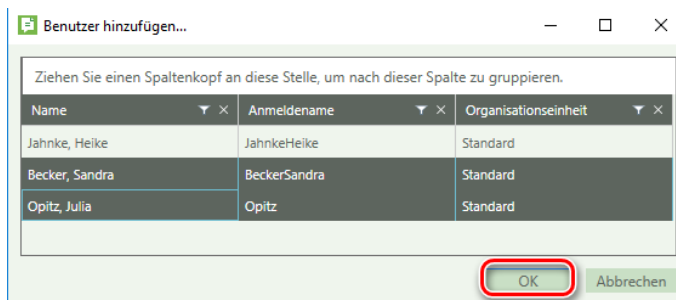 Benutzer hinzufügen...
Ziehen Sie einen Spaltenkopf an diese Stelle, um nach dieser Spalte zu gruppieren.
Name Anmeldename Organisationseinheit
Jahnke, Heike JahnkeHeike Standard
Becker, Sandra BeckerSandra Standard
Opitz, Julia Opitz Standard
OK Abbrechen